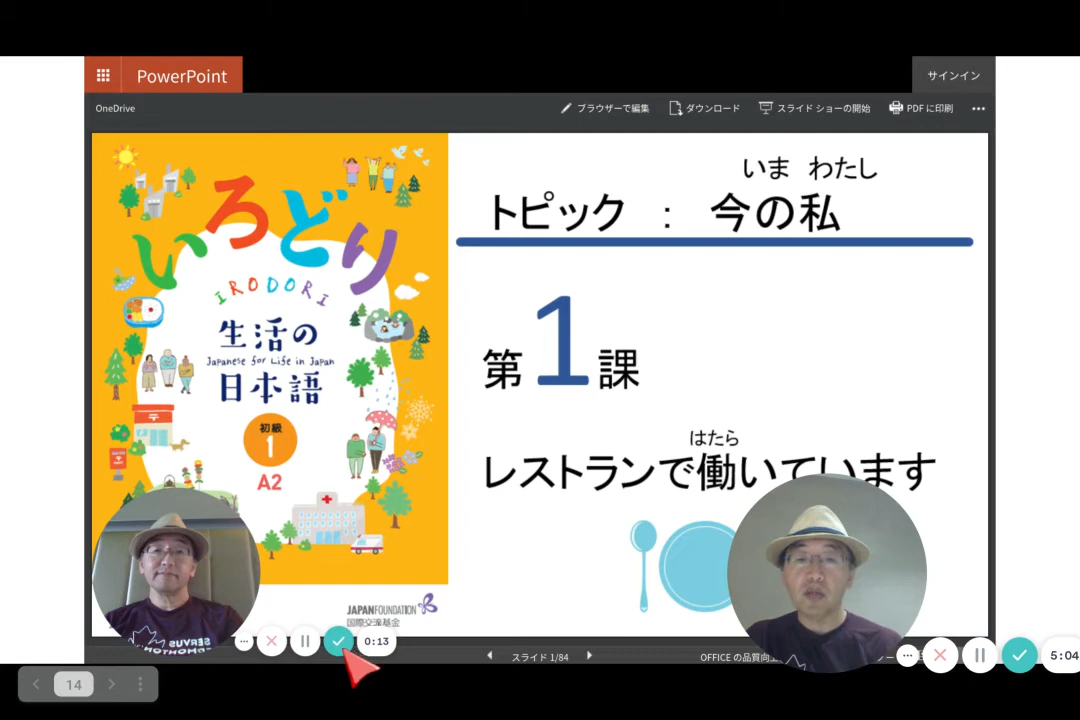 PowerPoint
サインイン
OneDrive
ブラウザーで編集
ダウンロード
スライド ショーの開始
PDF に印刷
いろどり
IRODORI
生活の
Japanese for Life in Japan
日本語
初級
1
A2
JAPANFOUNDATION
国際交流基金
いま わたし
トピック : 今の私
第1課
はたら
レストランで働いています
SERVUS
EDMONTON
0:13
5:04
スライド 1/84
OFFICE の品質向上
14